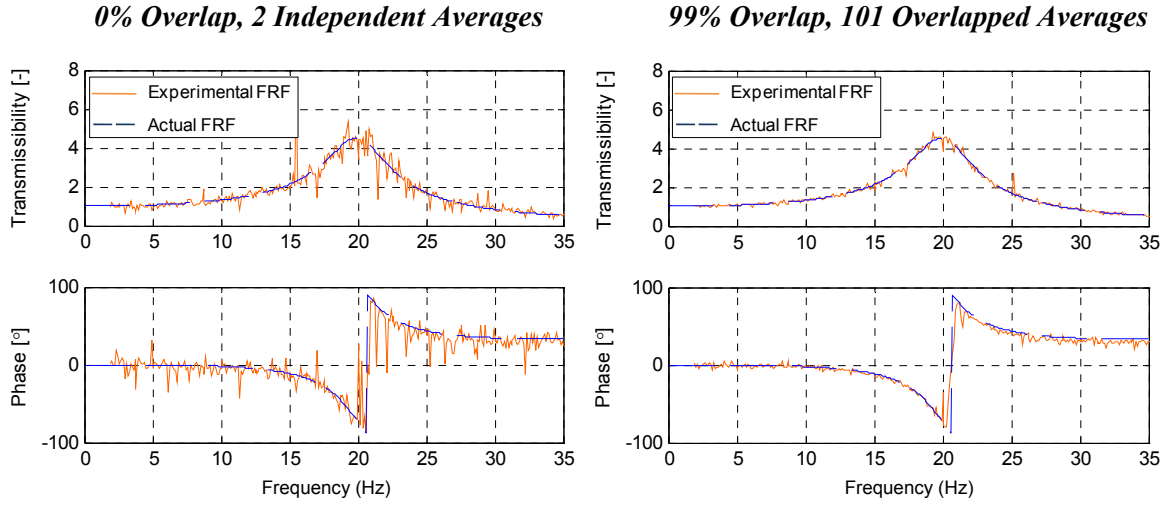 0% Overlap, 2 Independent Averages
Transmissibility [-]
8
6
4
2
0
Experimental FRF
Actual FRF
0 5 10 15 20 25 30 35
Phase [o]
100
0
-100
0 5 10 15 20 25 30 35
Frequency (Hz)
99% Overlap, 101 Overlapped Averages
Transmissibility [-]
8
6
4
2
0
Experimental FRF
Actual FRF
0 5 10 15 20 25 30 35
Phase [o]
100
0
-100
0 5 10 15 20 25 30 35
Frequency (Hz)